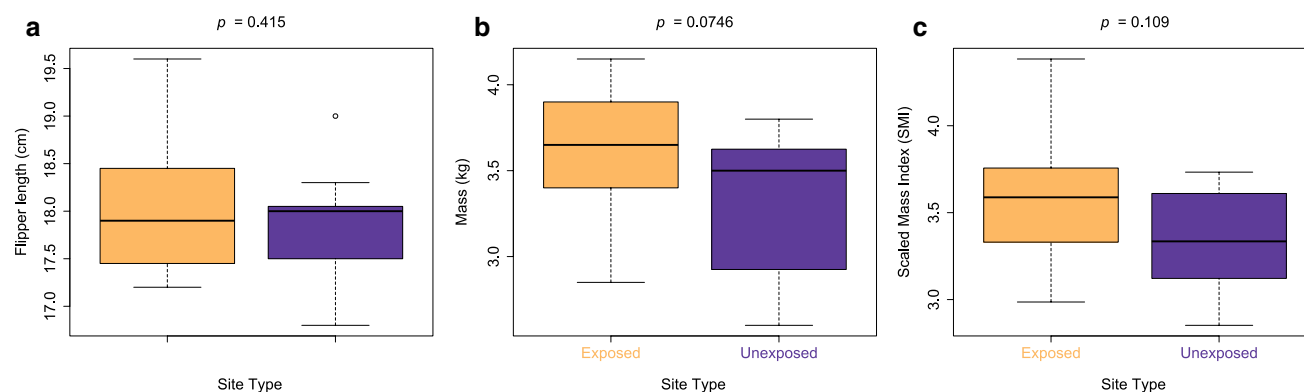 a
p = 0.415
Flipper length (cm)
19.5
19.0
18.5
18.0
17.5
17.0
Site Type
b
p = 0.0746
Mass (kg)
4.0
3.5
3.0
Exposed
Unexposed
Site Type
c
p = 0.109
Scaled Mass Index (SMI)
4.0
3.5
3.0
Exposed
Unexposed
Site Type